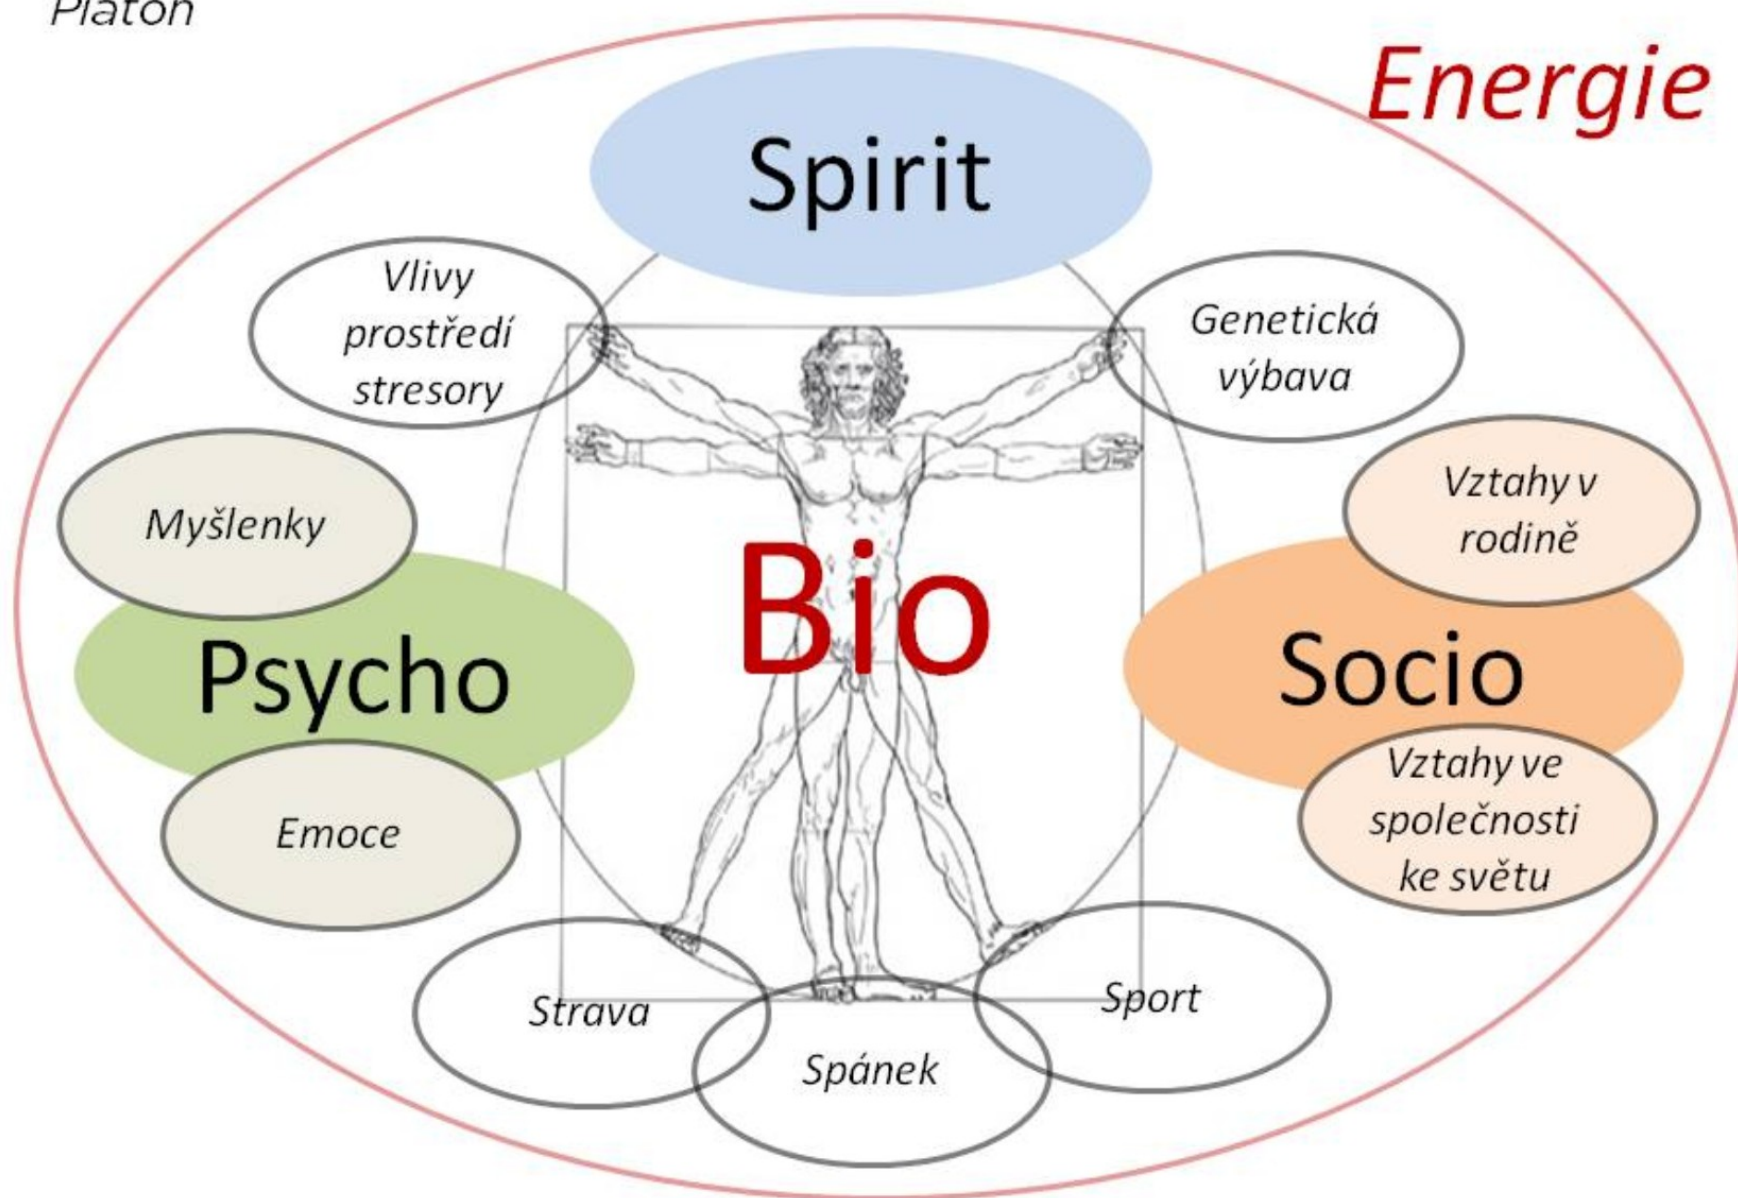 Platón
Energie
Spirit
Vlivy
prostředí
stresory
Genetická
výbava
Myšlenky
Vztahy v
rodině
Bio
Psycho
Socio
Emoce
Vztahy ve
společnosti
ke světu
Strava
Spánek
Sport